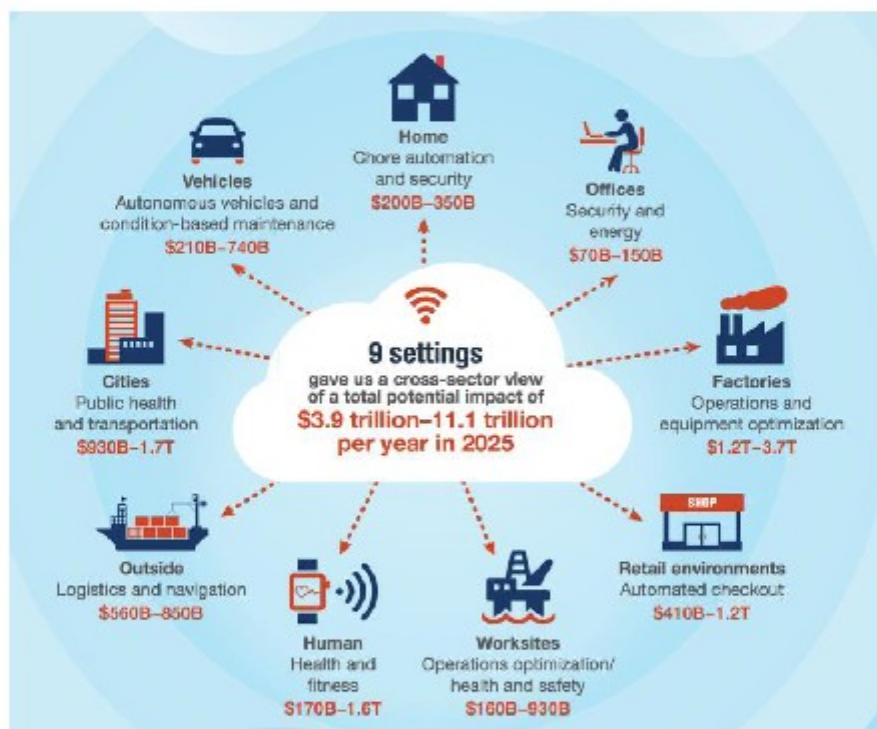 Home
Chore automation
and security
$200B–350B
Vehicles
Autonomous vehicles and
condition-based maintenance
$210B–740B
Offices
Security and
energy
$70B–150B
9 settings
gave us a cross-sector view
of a total potential impact of
$3.9 trillion–11.1 trillion
per year in 2025
Cities
Public health
and transportation
$930B–1.7T
Factories
Operations and
equipment optimization
$1.2T–3.7T
Outside
Logistics and navigation
$560B–850B
SHOP
Retail environments
Automated checkout
$410B–1.2T
Human
Health and
fitness
$170B–1.6T
Worksites
Operations optimization/
health and safety
$160B–930B